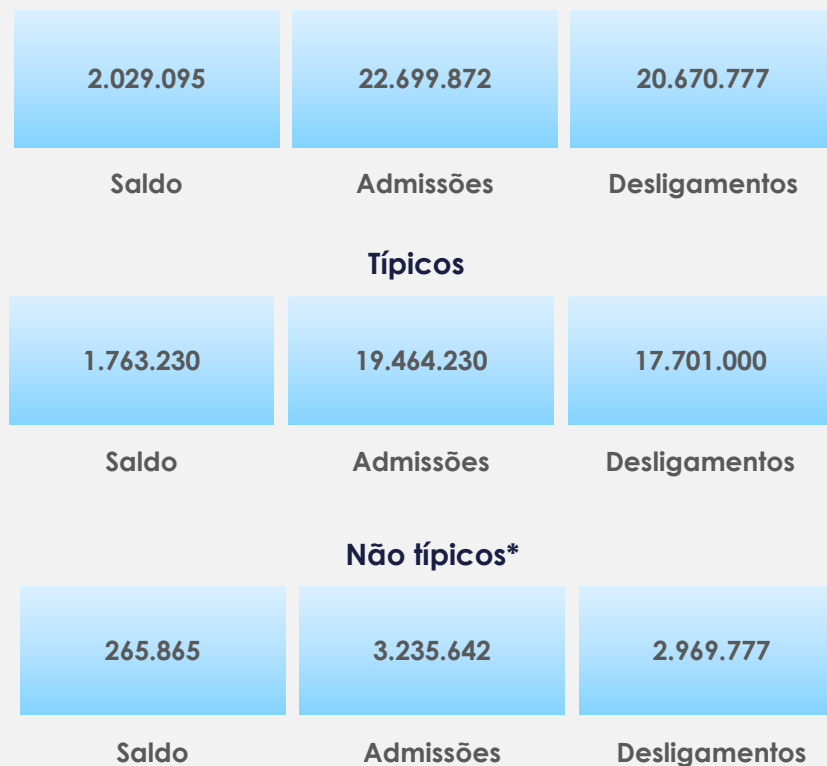 2.029.095 22.699.872 20.670.777
Saldo Admissões Desligamentos
Típicos
1.763.230 19.464.230 17.701.000
Saldo Admissões Desligamentos
Não típicos*
265.865 3.235.642 2.969.777
Saldo Admissões Desligamentos